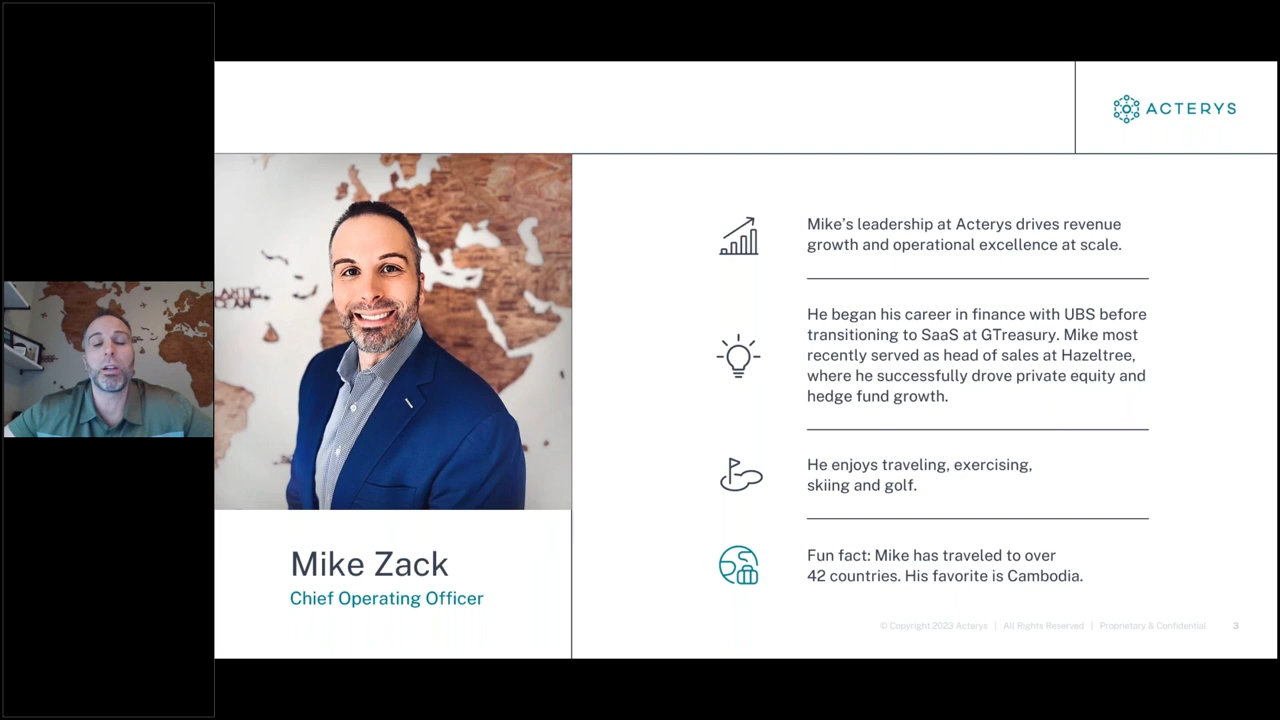 ACTERYS
Mike's leadership at Acterys drives revenue
growth and operational excellence at scale.
He began his career in finance with UBS before
transitioning to SaaS at GTreasury. Mike most
recently served as head of sales at Hazeltree,
where he successfully drove private equity and
hedge fund growth.
He enjoys traveling, exercising,
skiing and golf.
Fun fact: Mike has traveled to over
42 countries. His favorite is Cambodia.
Mike Zack
Chief Operating Officer
© Copyright 2023 Acterys | All Rights Reserved | Proprietary & Confidential 3